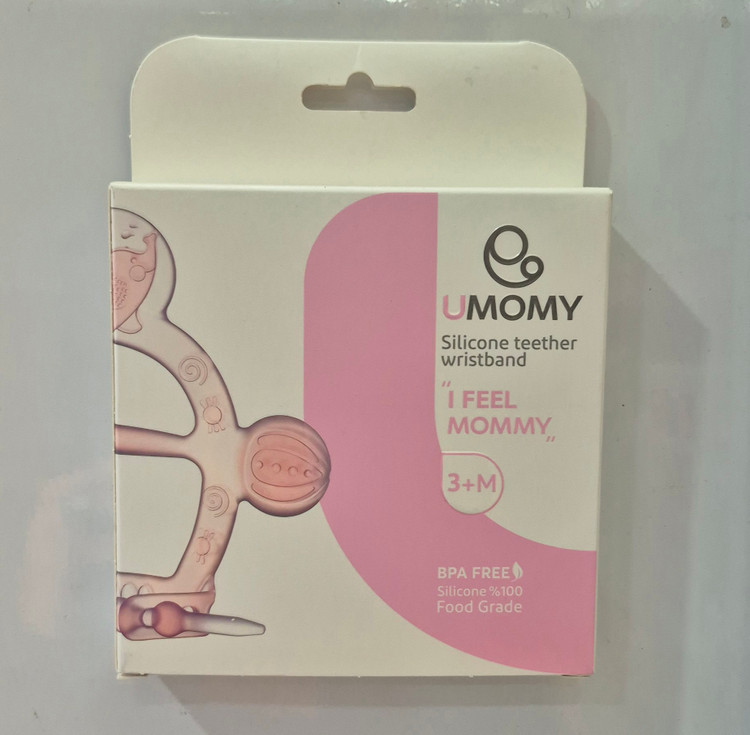 UMOMY
Silicone teether
wristband
"I FEEL
MOMMY„
3+M
BPA FREE
Silicone %100
Food Grade